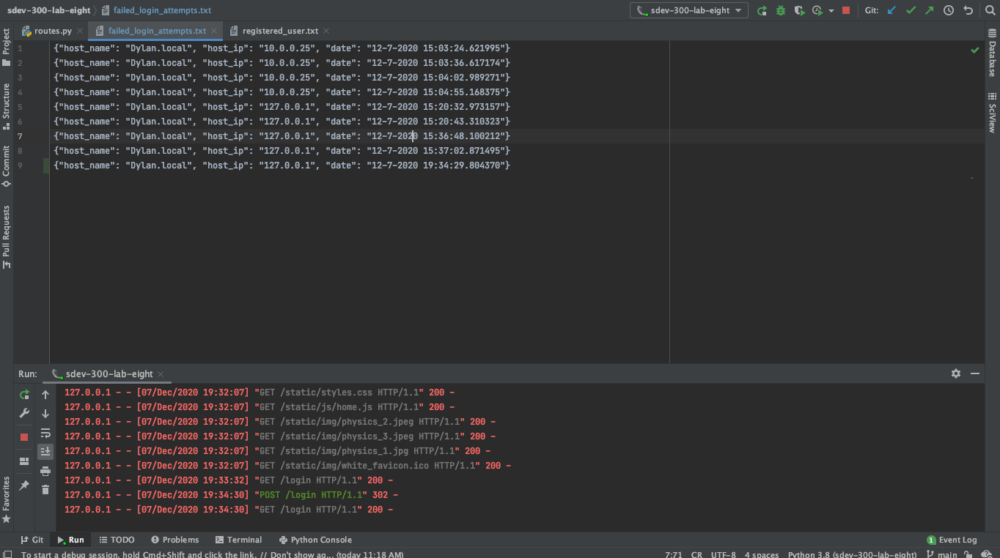 sdev-300-lab-eight failed_login_attempts.txt sdev-300-lab-eight Git:
routes.py failed_login_attempts.txt registered_user.txt
Project
Structure
Commit
Pull Requests
Favorites
1 {"host_name": "Dylan.local", "host_ip": "10.0.0.25", "date": "12-7-2020 15:03:24.621995"}
2 {"host_name": "Dylan.local", "host_ip": "10.0.0.25", "date": "12-7-2020 15:03:36.617174"}
3 {"host_name": "Dylan.local", "host_ip": "10.0.0.25", "date": "12-7-2020 15:04:02.989271"}
4 {"host_name": "Dylan.local", "host_ip": "10.0.0.25", "date": "12-7-2020 15:04:55.168375"}
5 {"host_name": "Dylan.local", "host_ip": "127.0.0.1", "date": "12-7-2020 15:20:32.973157"}
6 {"host_name": "Dylan.local", "host_ip": "127.0.0.1", "date": "12-7-2020 15:20:43.310323"}
7 {"host_name": "Dylan.local", "host_ip": "127.0.0.1", "date": "12-7-2020 15:36:48.100212"}
8 {"host_name": "Dylan.local", "host_ip": "127.0.0.1", "date": "12-7-2020 15:37:02.871495"}
9 {"host_name": "Dylan.local", "host_ip": "127.0.0.1", "date": "12-7-2020 19:34:29.804370"}
Database
SciView
Run: sdev-300-lab-eight
127.0.0.1 - - [07/Dec/2020 19:32:07] "GET /static/styles.css HTTP/1.1" 200 -
127.0.0.1 - - [07/Dec/2020 19:32:07] "GET /static/js/home.js HTTP/1.1" 200 -
127.0.0.1 - - [07/Dec/2020 19:32:07] "GET /static/img/physics_2.jpeg HTTP/1.1" 200 -
127.0.0.1 - - [07/Dec/2020 19:32:07] "GET /static/img/physics_3.jpeg HTTP/1.1" 200 -
127.0.0.1 - - [07/Dec/2020 19:32:07] "GET /static/img/physics_1.jpg HTTP/1.1" 200 -
127.0.0.1 - - [07/Dec/2020 19:32:07] "GET /static/img/white_favicon.ico HTTP/1.1" 200 -
127.0.0.1 - - [07/Dec/2020 19:33:32] "GET /login HTTP/1.1" 200 -
127.0.0.1 - - [07/Dec/2020 19:34:30] "POST /login HTTP/1.1" 302 -
127.0.0.1 - - [07/Dec/2020 19:34:30] "GET /login HTTP/1.1" 200 -
Git Run TODO Problems Terminal Python Console 1 Event Log
To start a debug session, hold Cmd+Shift and click the link. // Don't show ag... (today 11:18 AM) 7:71 CR UTF-8 4 spaces Python 3.8 (sdev-300-lab-eight) main